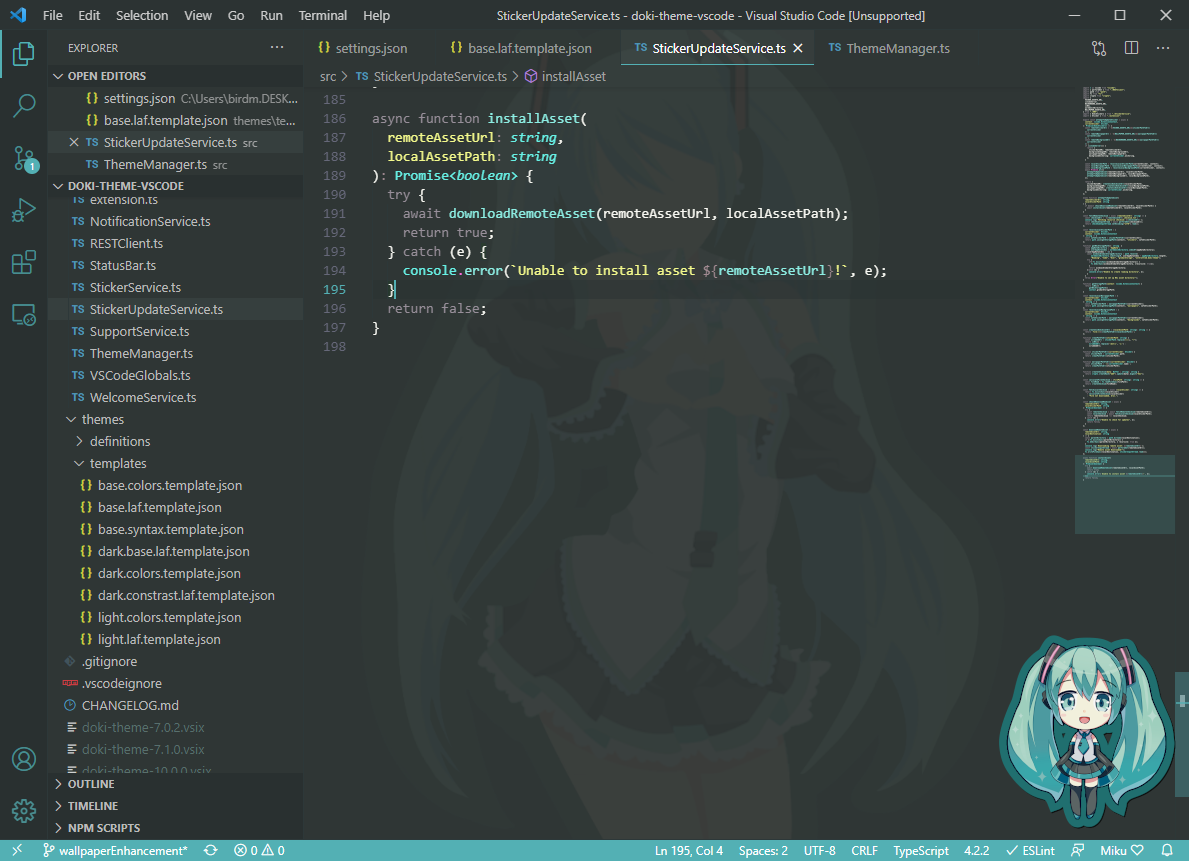 File Edit Selection View Go Run Terminal Help
StickerUpdateService.ts - doki-theme-vscode - Visual Studio Code [Unsupported]
EXPLORER
OPEN EDITORS
{} settings.json C:\Users\birdm.DESK...
{} base.laf.template.json themes\te...
TS StickerUpdateService.ts src
TS ThemeManager.ts src
DOKI-THEME-VSCODE
TS extension.ts
TS NotificationService.ts
TS RESTClient.ts
TS StatusBar.ts
TS StickerService.ts
TS StickerUpdateService.ts
TS SupportService.ts
TS ThemeManager.ts
TS VSCodeGlobals.ts
TS WelcomeService.ts
themes
definitions
templates
{} base.colors.template.json
{} base.laf.template.json
{} base.syntax.template.json
{} dark.base.laf.template.json
{} dark.colors.template.json
{} dark.constrast.laf.template.json
{} light.colors.template.json
{} light.laf.template.json
.gitignore
.vscodeignore
CHANGELOG.md
doki-theme-7.0.2.vsix
doki-theme-7.1.0.vsix
doki-theme-10.0.0.vsix
OUTLINE
TIMELINE
NPM SCRIPTS
1
{} settings.json {} base.laf.template.json TS StickerUpdateService.ts TS ThemeManager.ts
src > TS StickerUpdateService.ts > installAsset
185
186 async function installAsset(
187 remoteAssetUrl: string,
188 localAssetPath: string
189 ): Promise<boolean> {
190 try {
191 await downloadRemoteAsset(remoteAssetUrl, localAssetPath);
192 return true;
193 } catch (e) {
194 console.error(`Unable to install asset ${remoteAssetUrl}!`, e);
195 }
196 return false;
197 }
198
wallpaperEnhancement* 0 0 Ln 195, Col 4 Spaces: 2 UTF-8 CRLF TypeScript 4.2.2 ESLint Miku♡